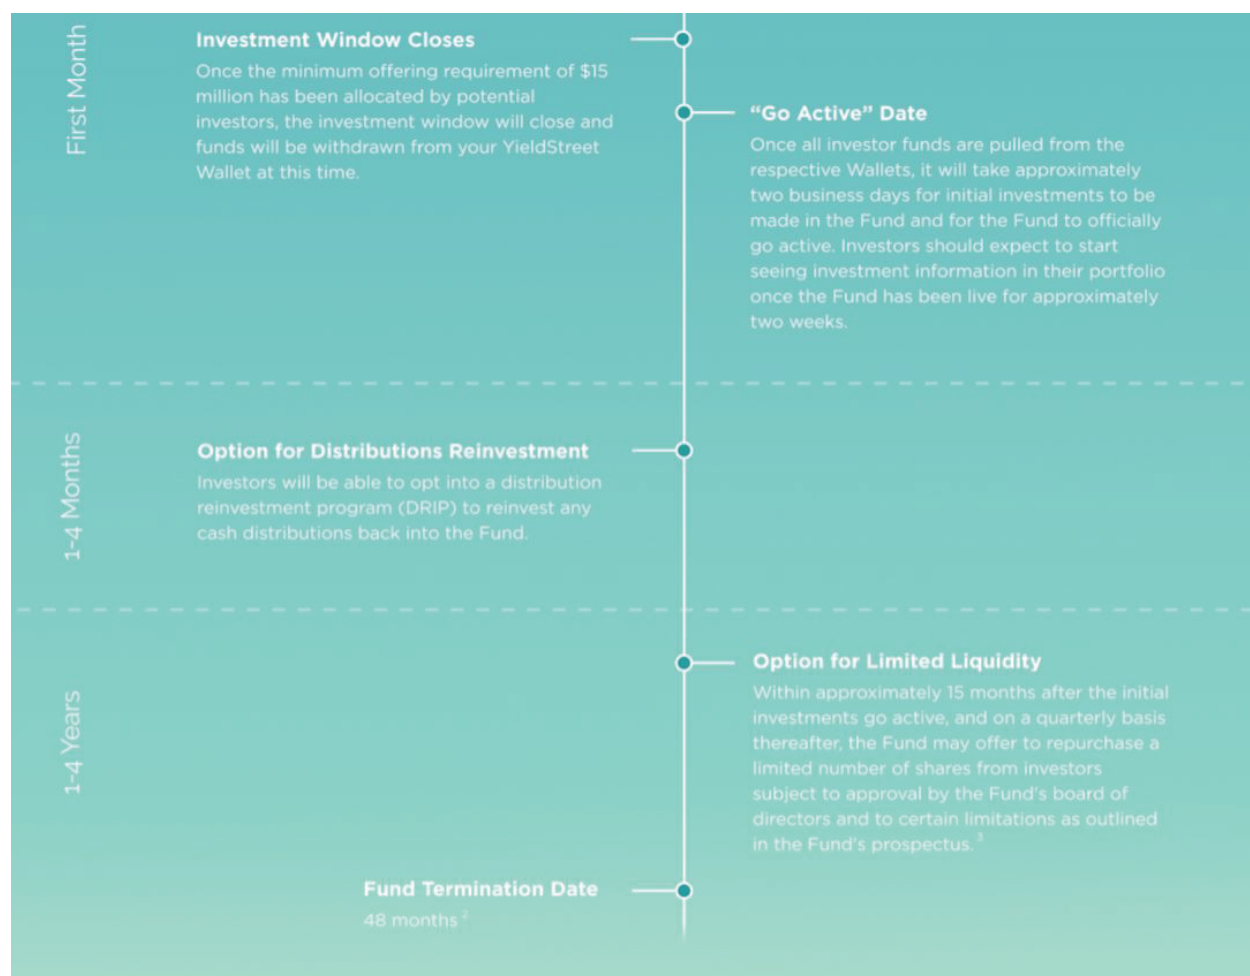 First Month
Investment Window Closes
Once the minimum offering requirement of $15
million has been allocated by potential
investors, the investment window will close and
funds will be withdrawn from your YieldStreet
Wallet at this time.
“Go Active” Date
Once all investor funds are pulled from the
respective Wallets, it will take approximately
two business days for initial investments to be
made in the Fund and for the Fund to officially
go active. Investors should expect to start
seeing investment information in their portfolio
once the Fund has been live for approximately
two weeks.
1-4 Months
Option for Distributions Reinvestment
Investors will be able to opt into a distribution
reinvestment program (DRIP) to reinvest any
cash distributions back into the Fund.
1-4 Years
Option for Limited Liquidity
Within approximately 15 months after the initial
investments go active, and on a quarterly basis
thereafter, the Fund may offer to repurchase a
limited number of shares from investors
subject to approval by the Fund’s board of
directors and to certain limitations as outlined
in the Fund’s prospectus.³
Fund Termination Date
48 months ²